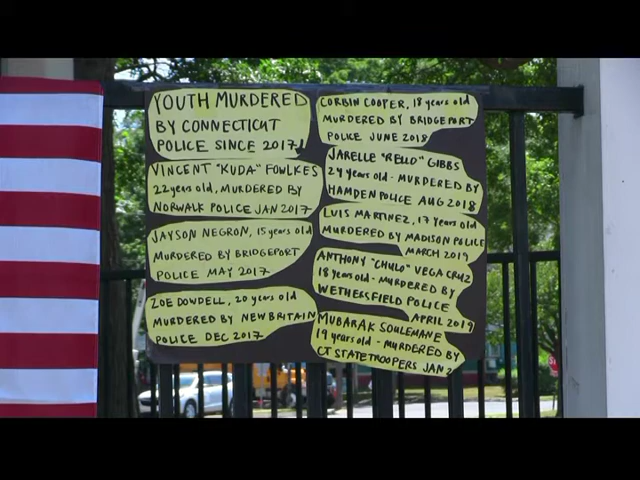 YOUTH MURDERED
BY CONNECTICUT
POLICE SINCE 2017!
VINCENT "KUDA" FOWLKES
22 years old, MURDERED BY
NORWALK POLICE JAN 2017
JAYSON NEGRON, 15 years old
MURDERED BY BRIDGEPORT
POLICE MAY 2017
ZOE DOWDELL, 20 years old
MURDERED BY NEW BRITAIN
POLICE DEC 2017
CORBIN COOPER, 18 years old
MURDERED BY BRIDGEPORT
POLICE JUNE 2018
JARELLE "RELLO" GIBBS
24 years old - MURDERED BY
HAMDEN POLICE AUG 2018
LUIS MARTINEZ, 17 years old
MURDERED BY MADISON POLICE
MARCH 2019
ANTHONY "CHULO" VEGA CRUZ
18 years old - MURDERED BY
WETHERSFIELD POLICE
APRIL 2019
MUBARAK SOULEMANE
19 years old - MURDERED BY
CT STATE TROOPERS JAN 2